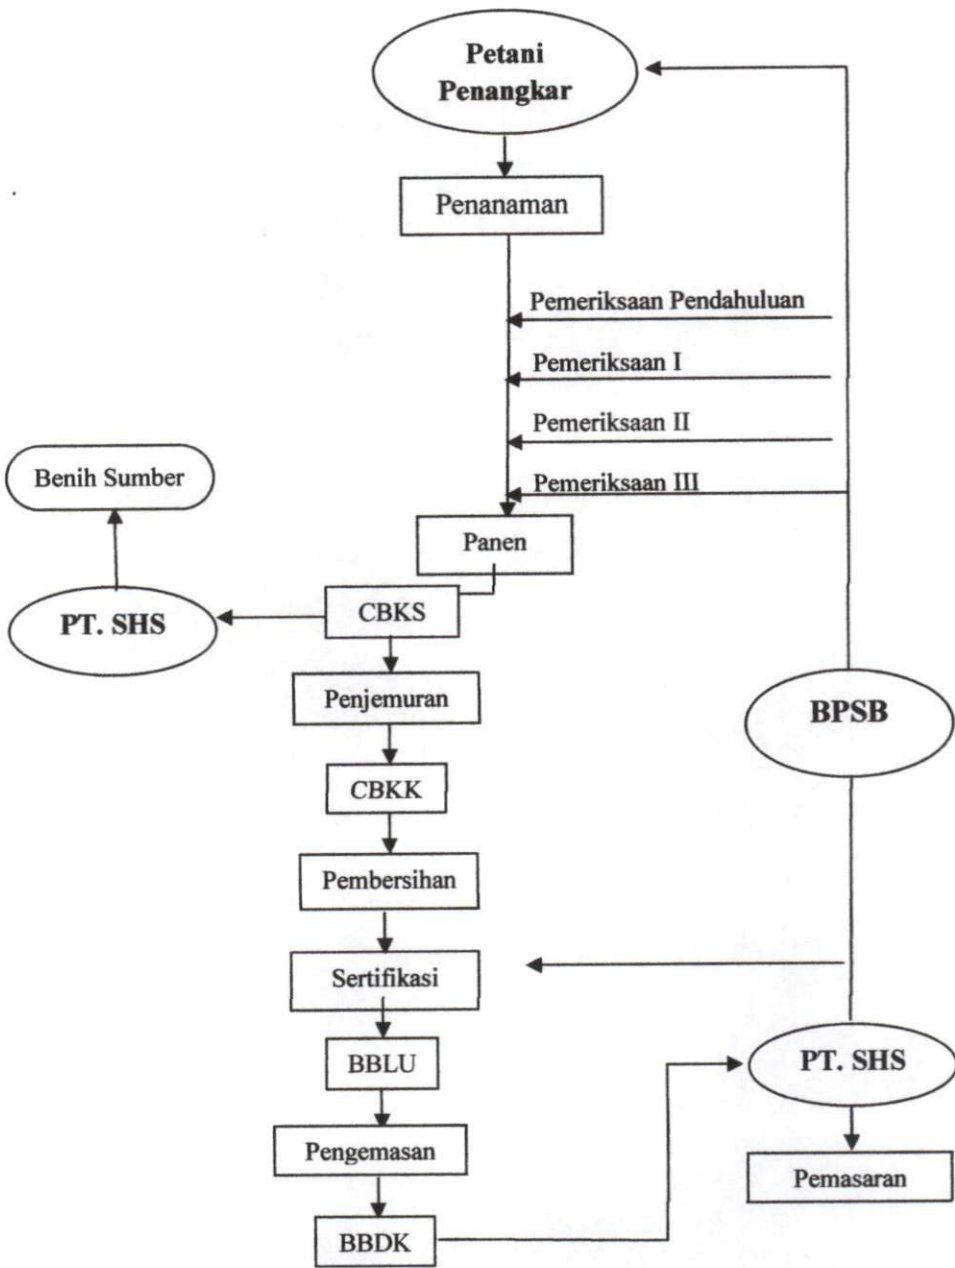 Petani
Penangkar
Penanaman
Pemeriksaan Pendahuluan
Pemeriksaan I
Pemeriksaan II
Pemeriksaan III
Benih Sumber
Panen
CBKS
PT. SHS
Penjemuran
BPSB
CBKK
Pembersihan
Sertifikasi
BBLU
PT. SHS
Pengemasan
Pemasaran
BBDK